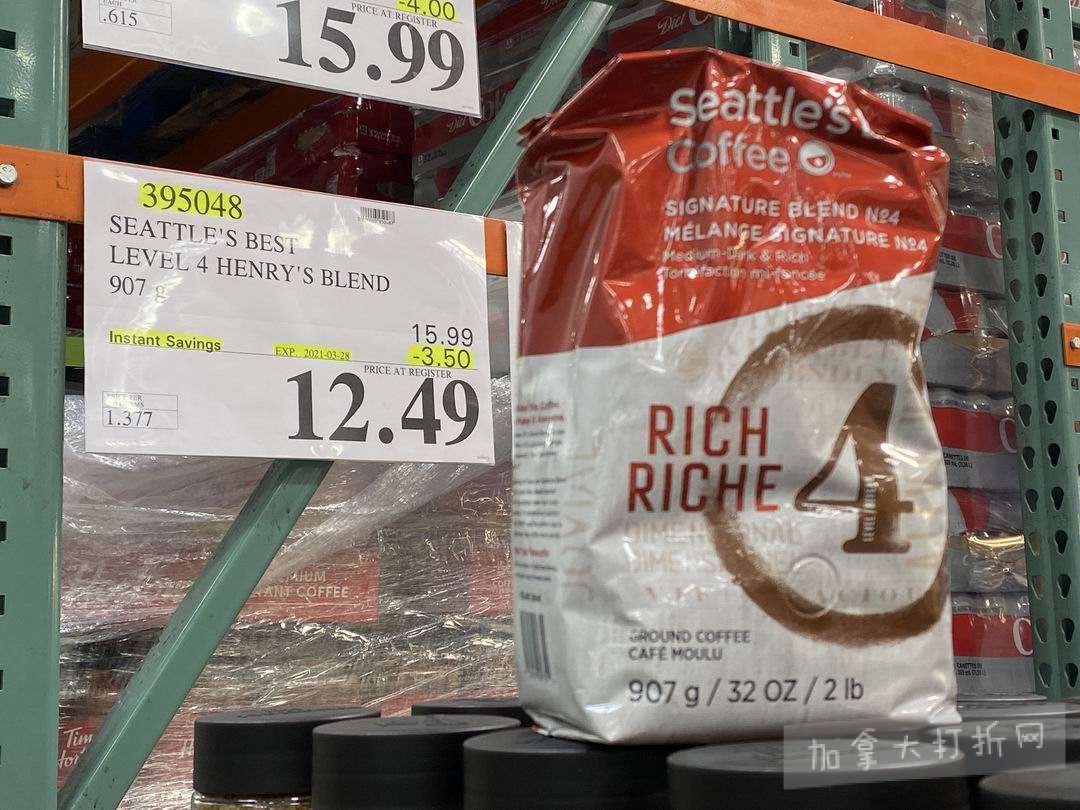 EACH
.615
-4.00
PRICE AT REGISTER
15.99
395048
SEATTLE'S BEST
LEVEL 4 HENRY'S BLEND
907 g
15.99
Instant Savings
EXP. 2021-03-28
-3.50
PRICE AT REGISTER
1.377
12.49
Seattle's
Coffee
SIGNATURE BLEND Nº4
MÉLANGE SIGNATURE Nº4
Medium-Dark & Rich
Torréfaction mi-foncée
RICH
RICHE
4
GROUND COFFEE
CAFÉ MOULU
907 g / 32 OZ / 2 lb
加拿大打折网